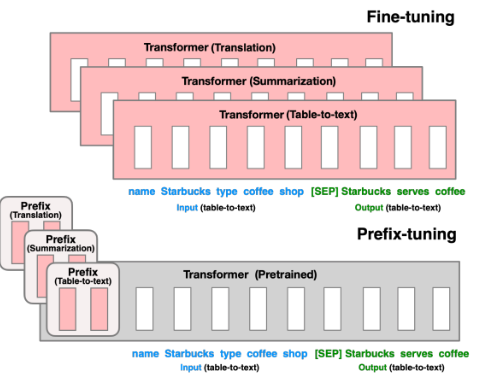 Fine-tuning
Transformer (Translation)
Transformer (Summarization)
Transformer (Table-to-text)
name Starbucks type coffee shop [SEP] Starbucks serves coffee
Input (table-to-text) Output (table-to-text)
Prefix-tuning
Prefix
(Translation)
Prefix
(Summarization)
Prefix
(Table-to-text)
Transformer (Pretrained)
name Starbucks type coffee shop [SEP] Starbucks serves coffee
Input (table-to-text) Output (table-to-text)